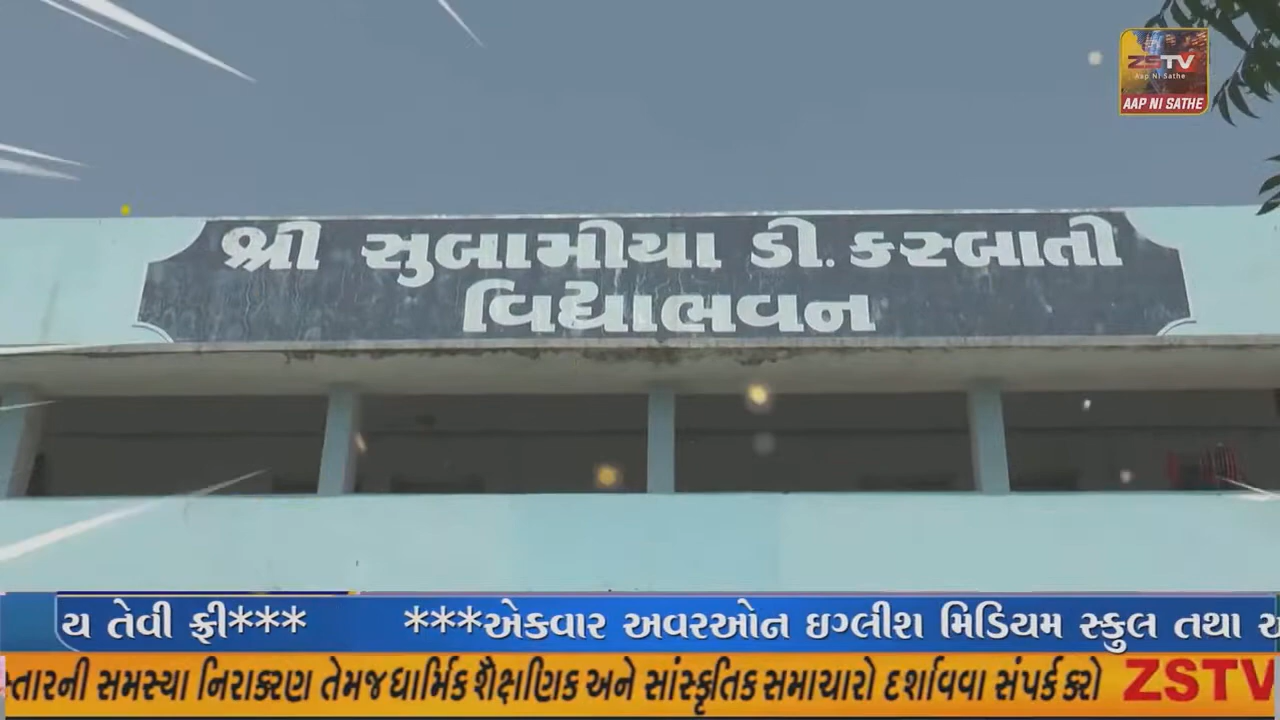 ZSTV
Aap Ni Sathe
AAP NI SATHE
શ્રી સુબામીયા ડી. કરબાતી
વિદ્યાભવન
ય તેવી ફ્રી*** ***એકવાર અવરઓન ઇગ્લીશ મિડિયમ સ્કુલ તથા
સ્તારની સમસ્યા નિરાકરણ તેમજ ધાર્મિક શૈક્ષણિક અને સાંસ્કૃતિક સમાચારો દર્શાવવા સંપર્ક કરો ZSTV